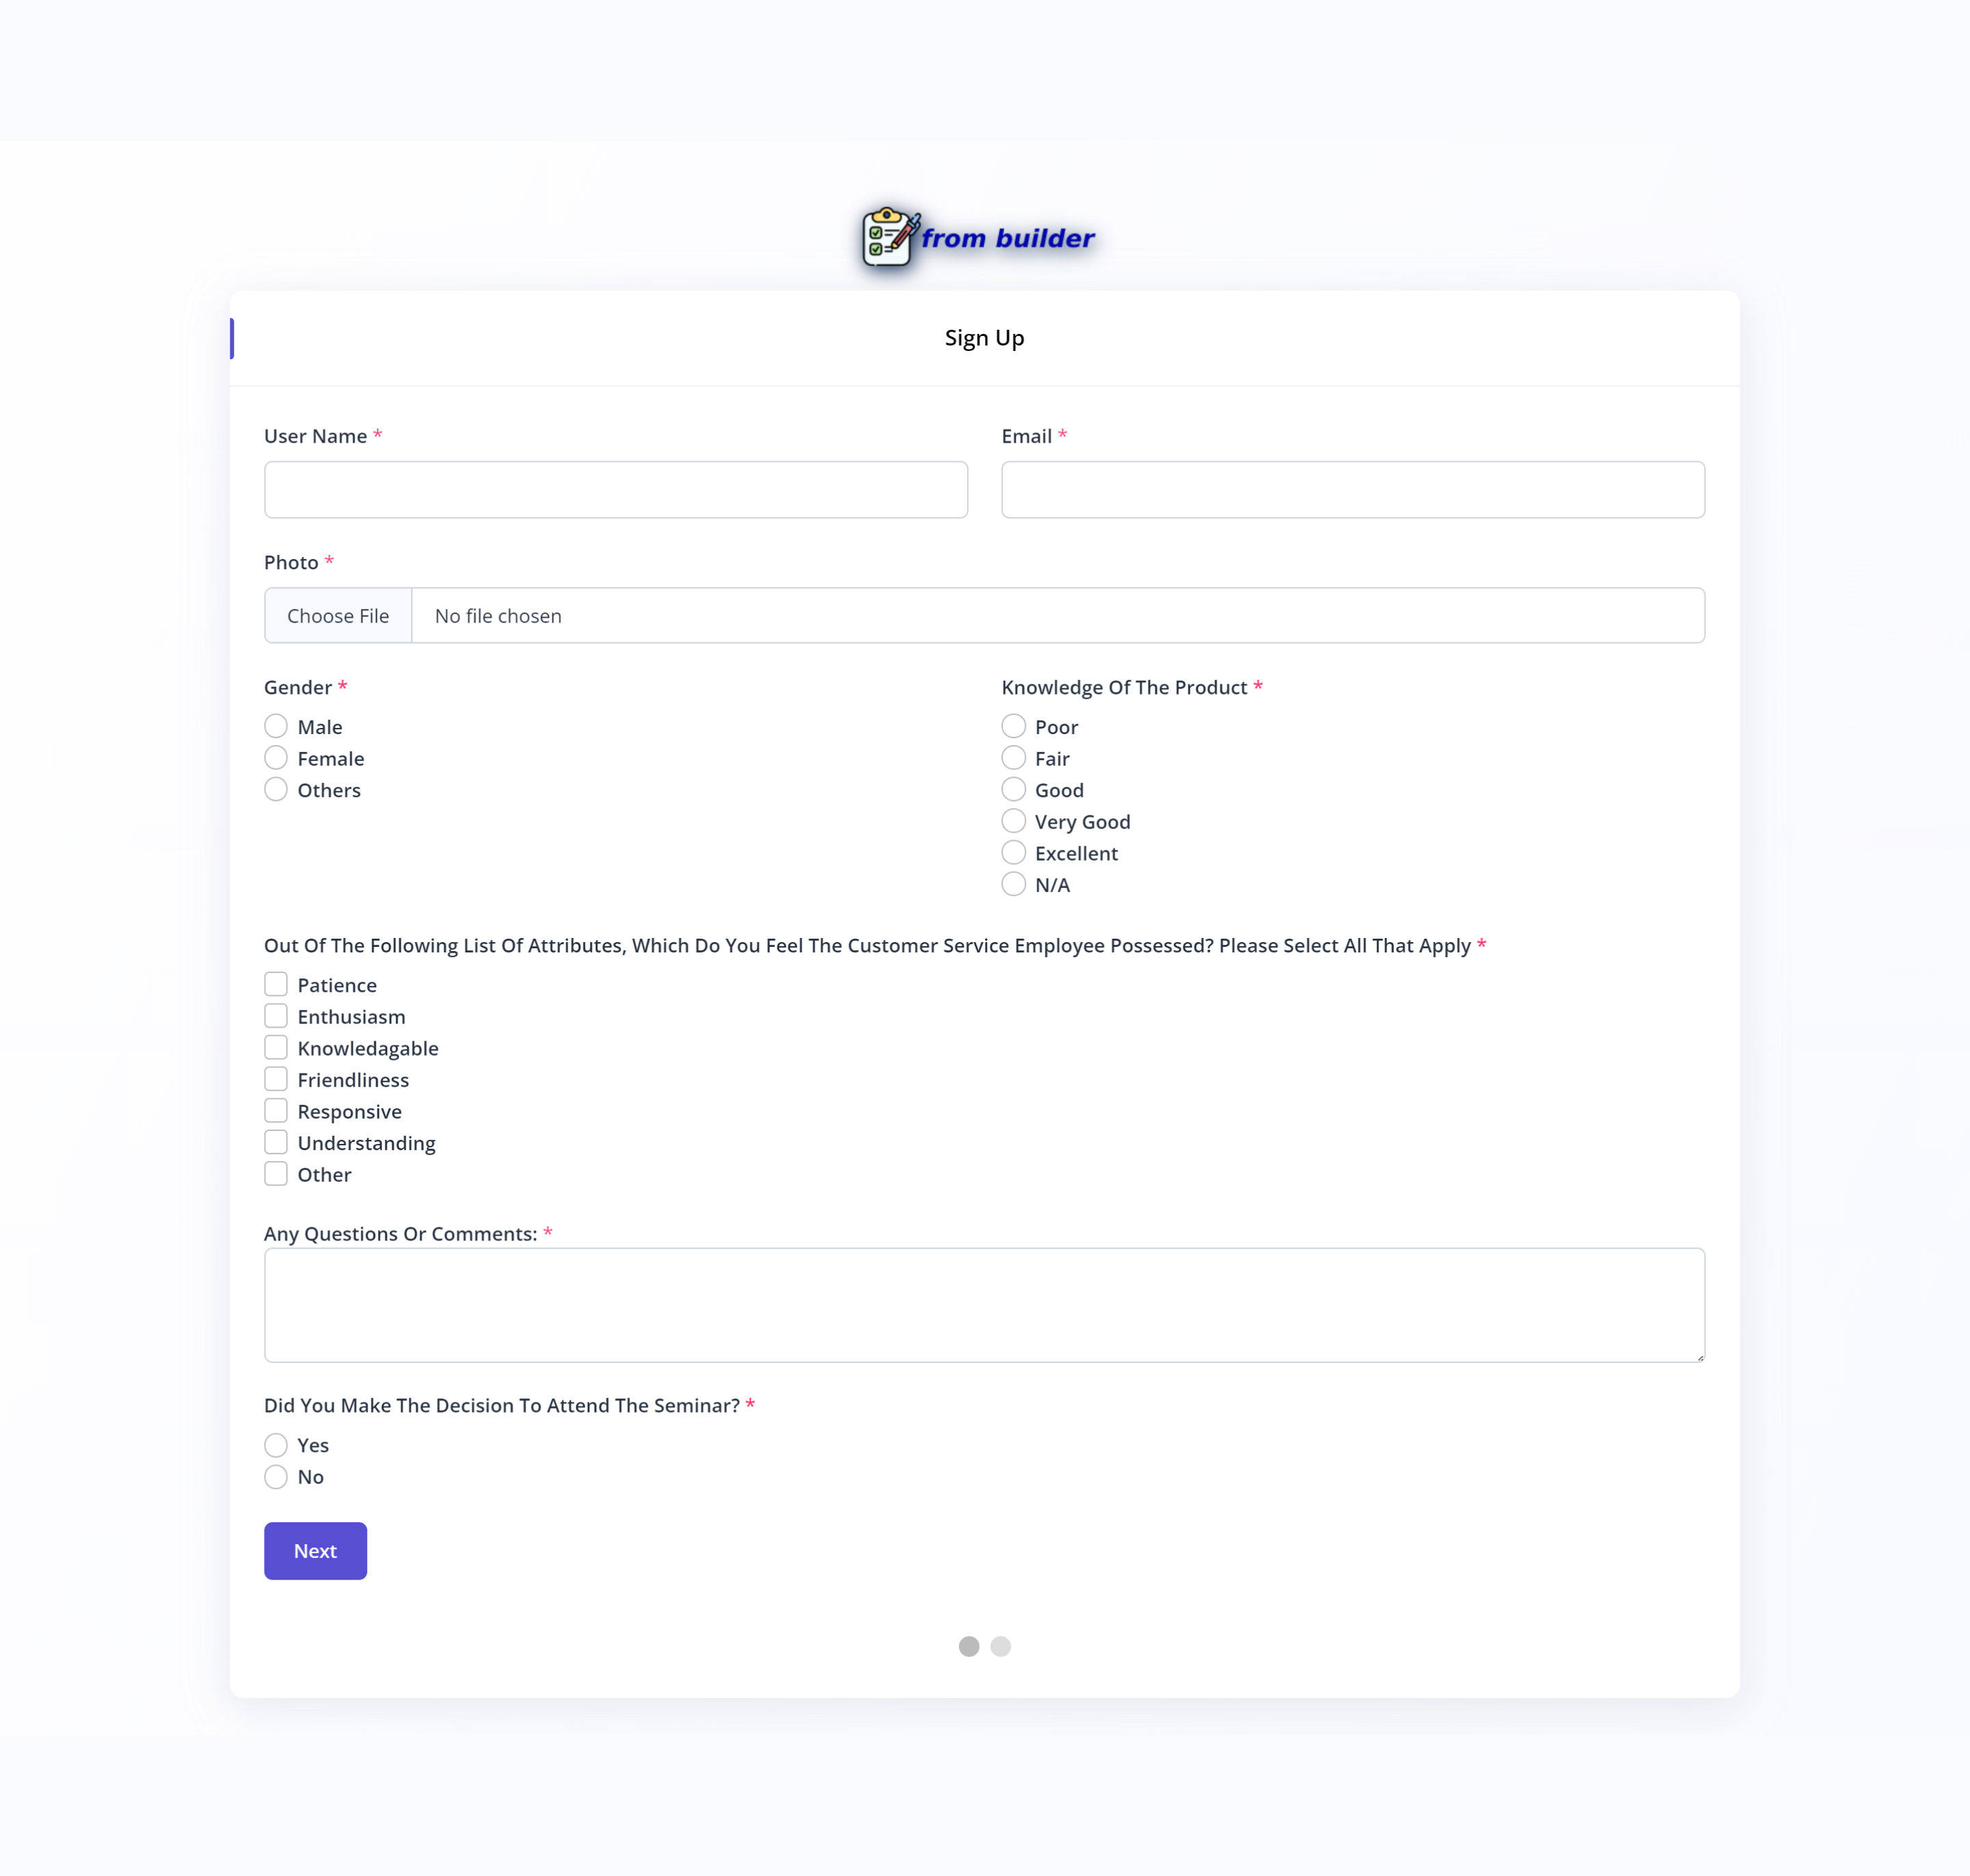 from builder
Sign Up
User Name *
Email *
Photo *
Choose File No file chosen
Gender *
Male
Female
Others
Knowledge Of The Product *
Poor
Fair
Good
Very Good
Excellent
N/A
Out Of The Following List Of Attributes, Which Do You Feel The Customer Service Employee Possessed? Please Select All That Apply *
Patience
Enthusiasm
Knowledagable
Friendliness
Responsive
Understanding
Other
Any Questions Or Comments: *
Did You Make The Decision To Attend The Seminar? *
Yes
No
Next